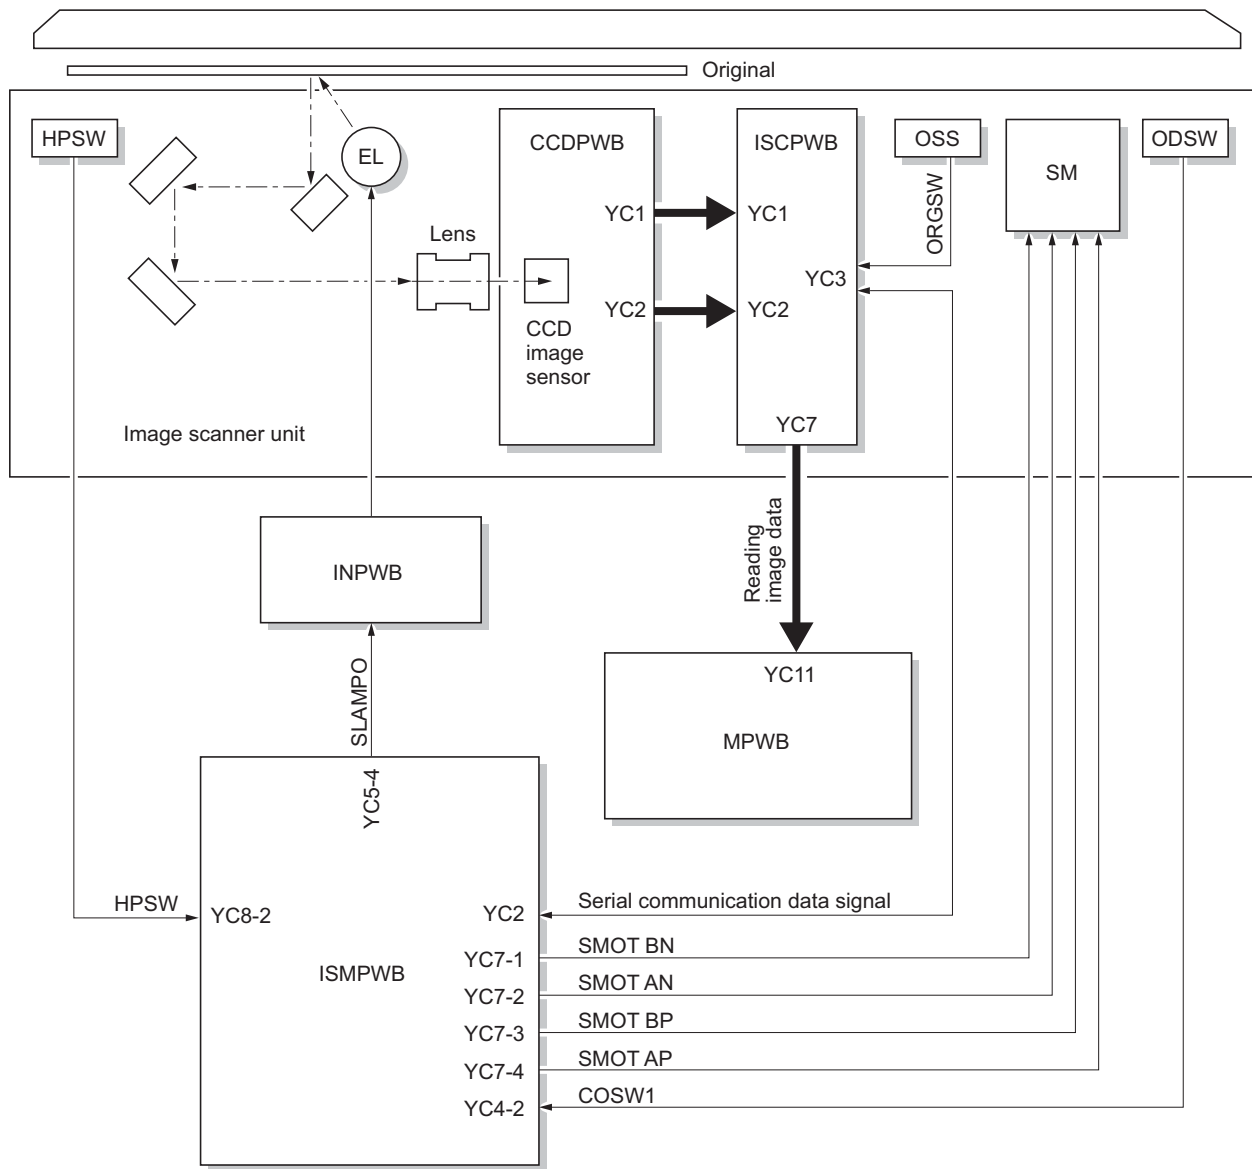 Original
HPSW
EL
CCDPWB
ISCPWB
OSS
SM
ODSW
ORGSW
YC1
YC1
Lens
YC3
YC2
YC2
CCD
image
sensor
YC7
Image scanner unit
Reading
image data
INPWB
SLAMPO
YC11
MPWB
YC5-4
HPSW
YC8-2
YC2
Serial communication data signal
ISMPWB
YC7-1
SMOT BN
YC7-2
SMOT AN
YC7-3
SMOT BP
YC7-4
SMOT AP
YC4-2
COSW1